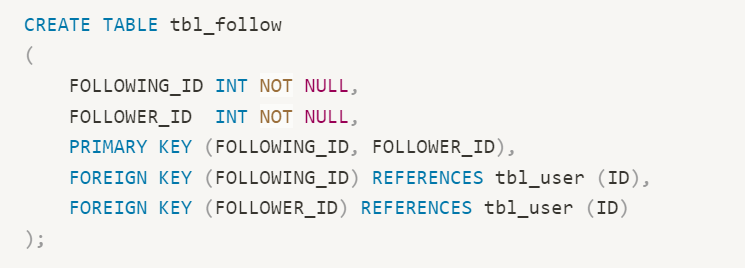 CREATE TABLE tbl_follow
(
    FOLLOWING_ID INT NOT NULL,
    FOLLOWER_ID  INT NOT NULL,
    PRIMARY KEY (FOLLOWING_ID, FOLLOWER_ID),
    FOREIGN KEY (FOLLOWING_ID) REFERENCES tbl_user (ID),
    FOREIGN KEY (FOLLOWER_ID) REFERENCES tbl_user (ID)
);